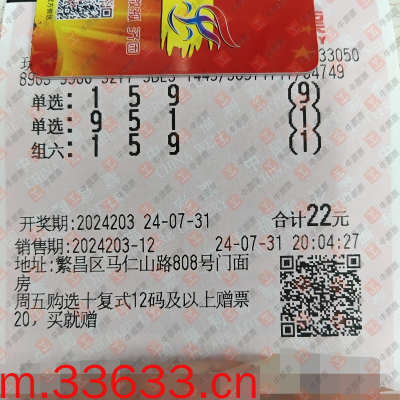 33050
04749
单选:1 5 9 (9)
单选:9 5 1 (1)
组六:1 5 9 (1)
开奖期:2024203 24-07-31 合计22元
销售期:2024203-12 24-07-31 20:04:27
地址:繁昌区马仁山路808号门面
房
周五购选十复式12码及以上赠票
20，买就赠
m.33633.cn